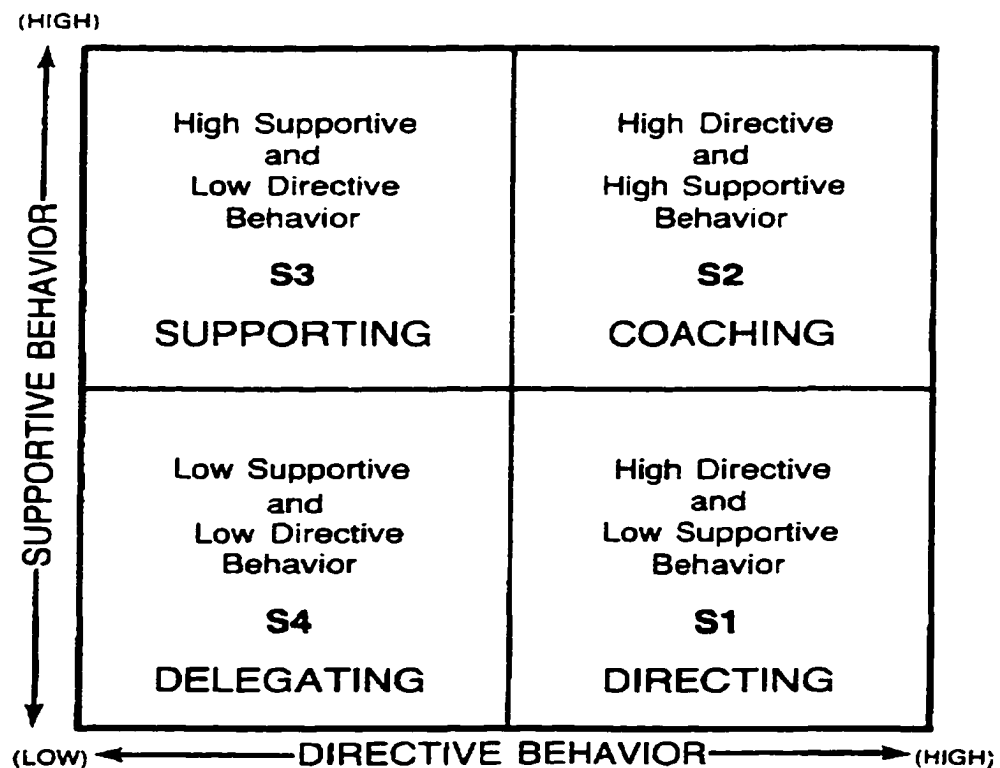 (HIGH)
SUPPORTIVE BEHAVIOR
High Supportive
and
Low Directive
Behavior
S3
SUPPORTING
High Directive
and
High Supportive
Behavior
S2
COACHING
Low Supportive
and
Low Directive
Behavior
S4
DELEGATING
High Directive
and
Low Supportive
Behavior
S1
DIRECTING
(LOW)
DIRECTIVE BEHAVIOR
(HIGH)